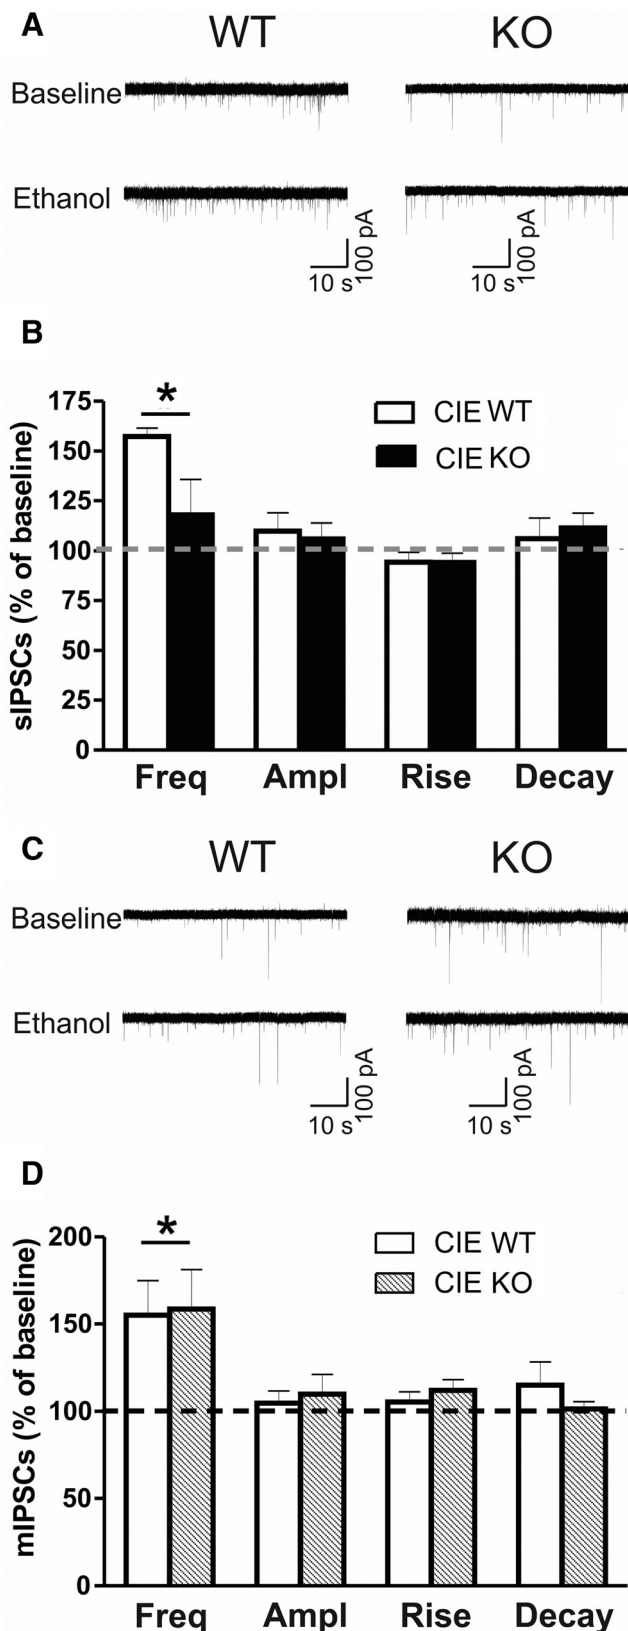 A
WT KO
Baseline
Ethanol
100 pA 100 pA
10 s 10 s
B
sIPSCs (% of baseline)
175
150
125
100
75
50
25
0
*
CIE WT
CIE KO
Freq Ampl Rise Decay
C
WT KO
Baseline
Ethanol
100 pA 100 pA
10 s 10 s
D
mIPSCs (% of baseline)
200
150
100
50
0
*
CIE WT
CIE KO
Freq Ampl Rise Decay